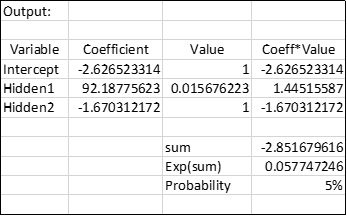 Output:
Variable Coefficient Value Coeff*Value
Intercept -2.626523314 1 -2.626523314
Hidden1 92.18775623 0.015676223 1.44515587
Hidden2 -1.670312172 1 -1.670312172
sum -2.851679616
Exp(sum) 0.057747246
Probability 5%